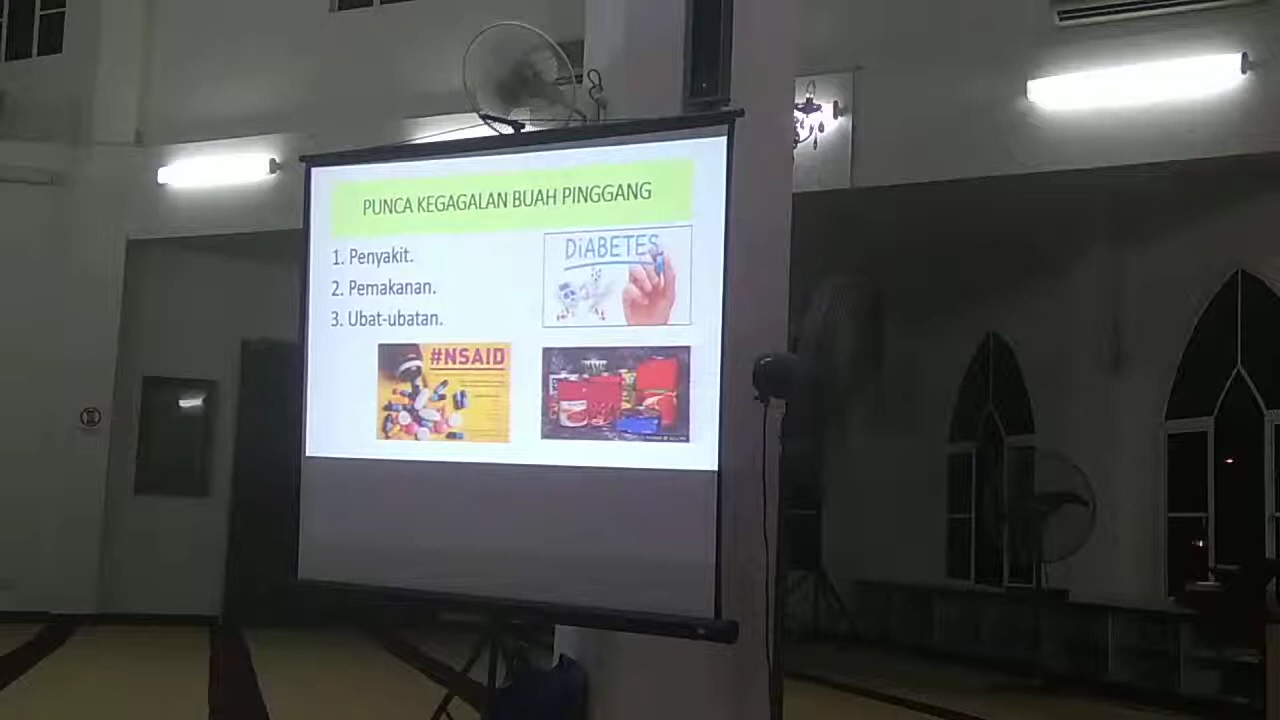 PUNCA KEGAGALAN BUAH PINGGANG
1. Penyakit.
2. Pemakanan.
3. Ubat-ubatan.
DiABETES
#NSAID